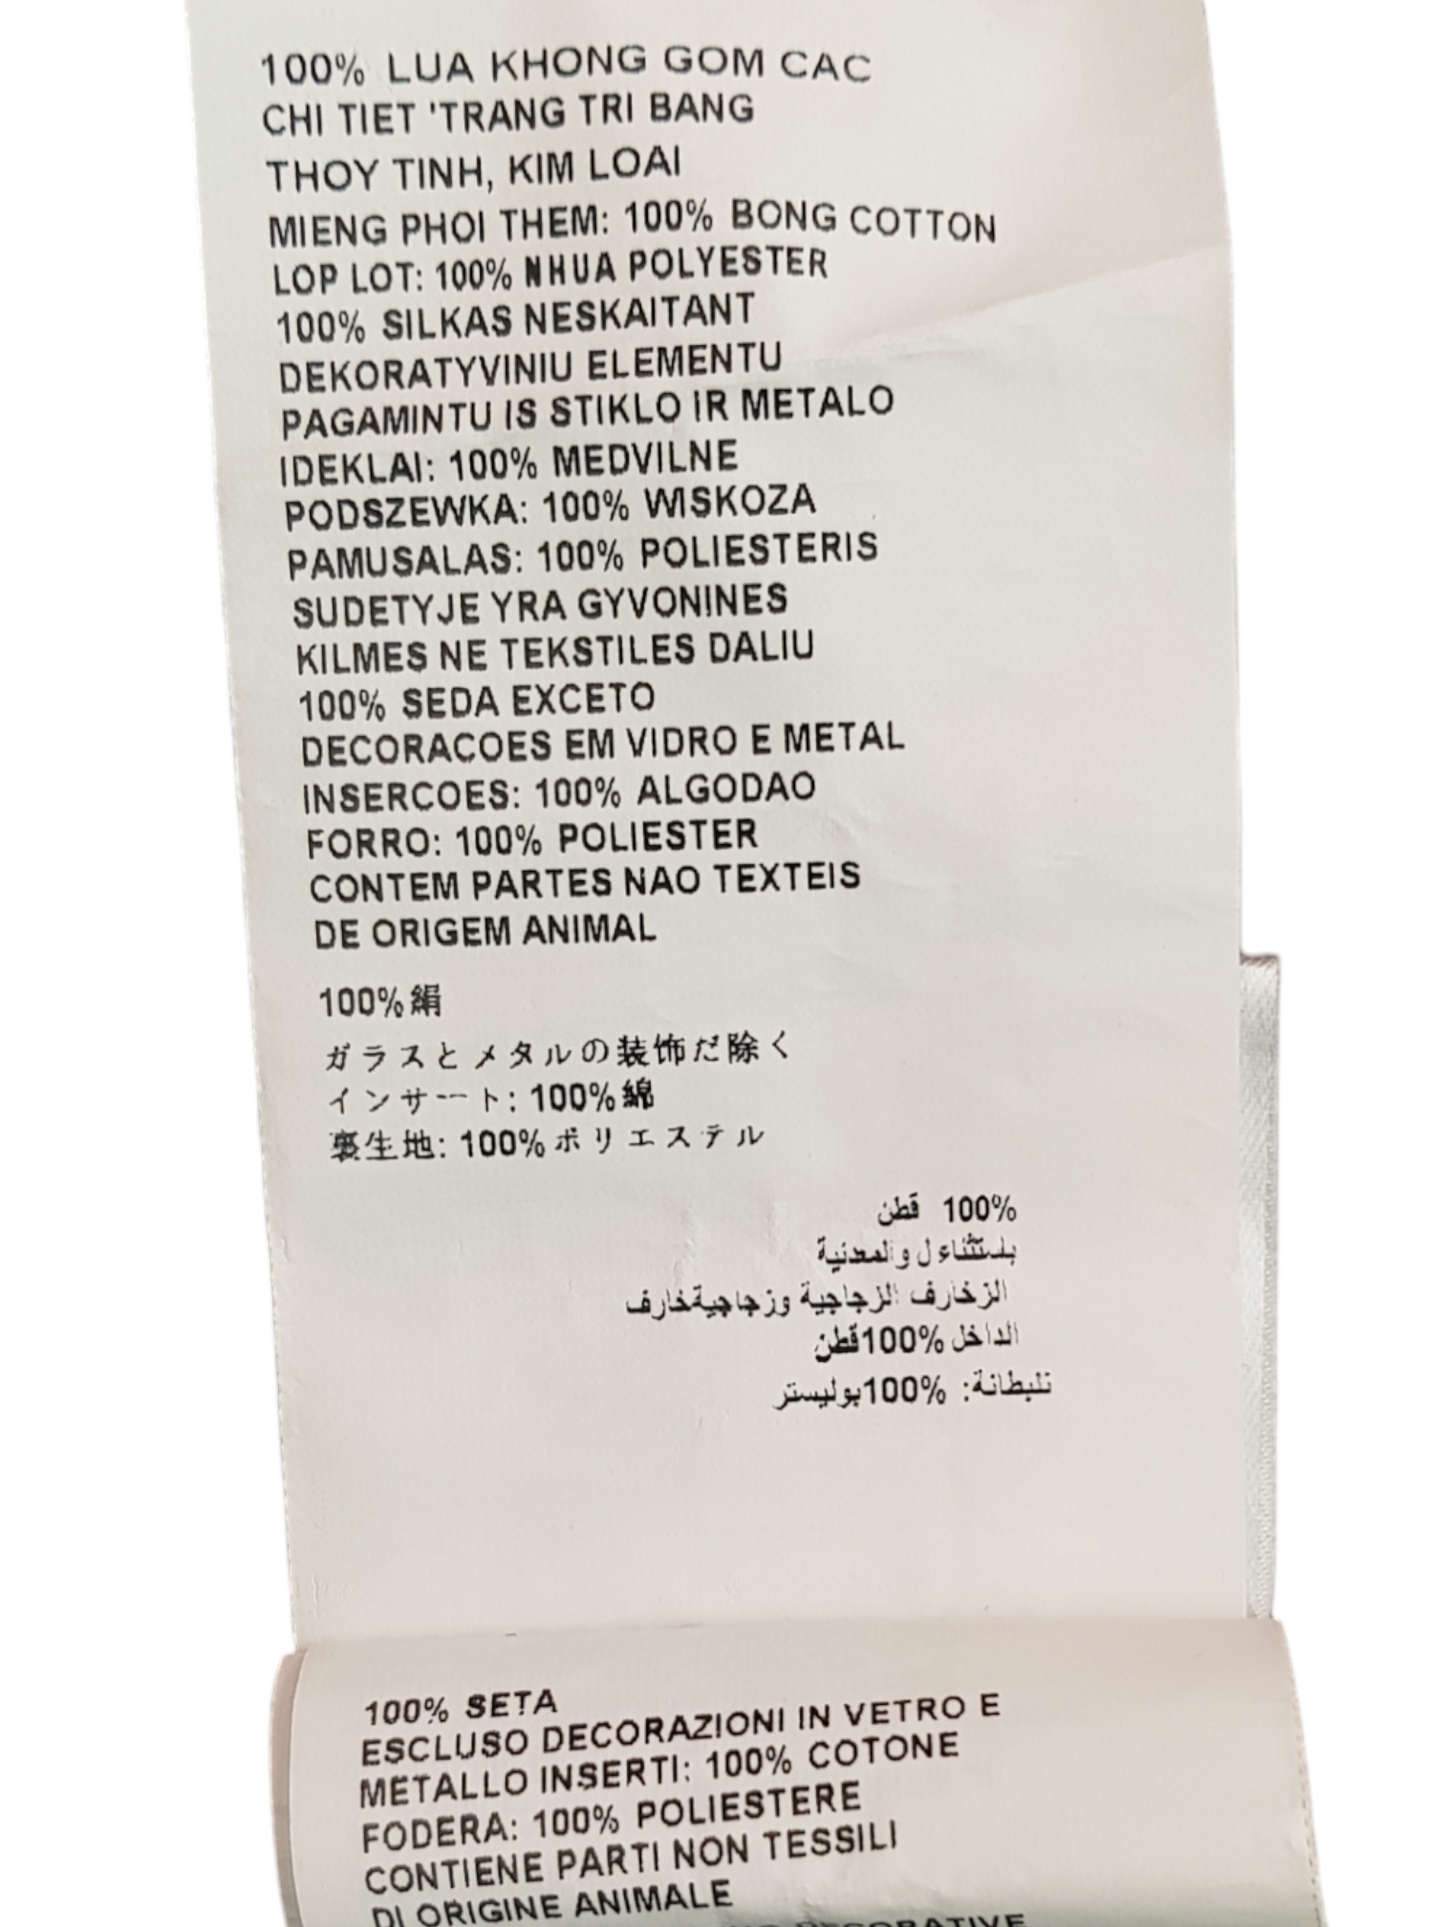 100% LUA KHONG GOM CAC
CHI TIET 'TRANG TRI BANG
THOY TINH, KIM LOAI
MIENG PHOI THEM: 100% BONG COTTON
LOP LOT: 100% NHUA POLYESTER
100% SILKAS NESKAITANT
DEKORATYVINIU ELEMENTU
PAGAMINTU IS STIKLO IR METALO
IDEKLAI: 100% MEDVILNE
PODSZEWKA: 100% WISKOZA
PAMUSALAS: 100% POLIESTERIS
SUDETYJE YRA GYVONINES
KILMES NE TEKSTILES DALIU
100% SEDA EXCETO
DECORACOES EM VIDRO E METAL
INSERCOES: 100% ALGODAO
FORRO: 100% POLIESTER
CONTEM PARTES NAO TEXTEIS
DE ORIGEM ANIMAL
100%絹
ガラスとメタルの装飾だ除く
インサート: 100%綿
裏生地: 100%ポリエステル
100% قطن
باستثناء ل والمعدنية
الزخارف الزجاجية وزجاجيةخارف
الداخل 100%قطن
تلبطانة: 100%بوليستر
100% SETA
ESCLUSO DECORAZIONI IN VETRO E
METALLO INSERTI: 100% COTONE
FODERA: 100% POLIESTERE
CONTIENE PARTI NON TESSILI
DI ORIGINE ANIMALE
DECORATIVE